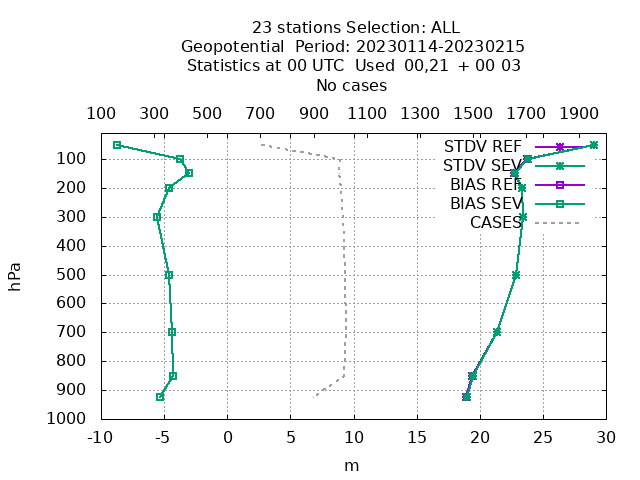 23 stations Selection: ALL
Geopotential  Period: 20230114-20230215
Statistics at 00 UTC  Used  00,21  + 00 03
No cases
100 300 500 700 900 1100 1300 1500 1700 1900
STDV REF
STDV SEV
BIAS REF
BIAS SEV
CASES
hPa
100
200
300
400
500
600
700
800
900
1000
-10 -5 0 5 10 15 20 25 30
m